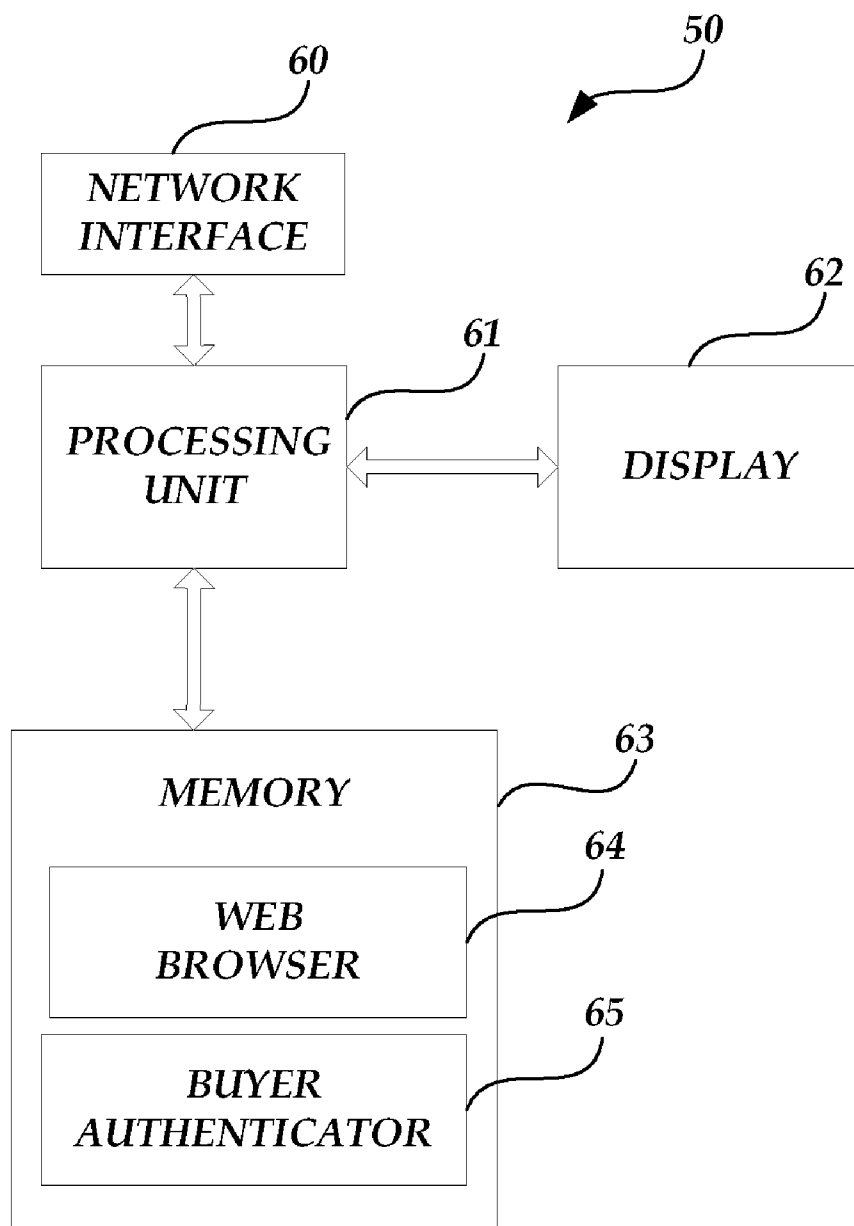 50
60
NETWORK
INTERFACE
62
61
PROCESSING
UNIT
DISPLAY
63
MEMORY
64
WEB
BROWSER
65
BUYER
AUTHENTICATOR